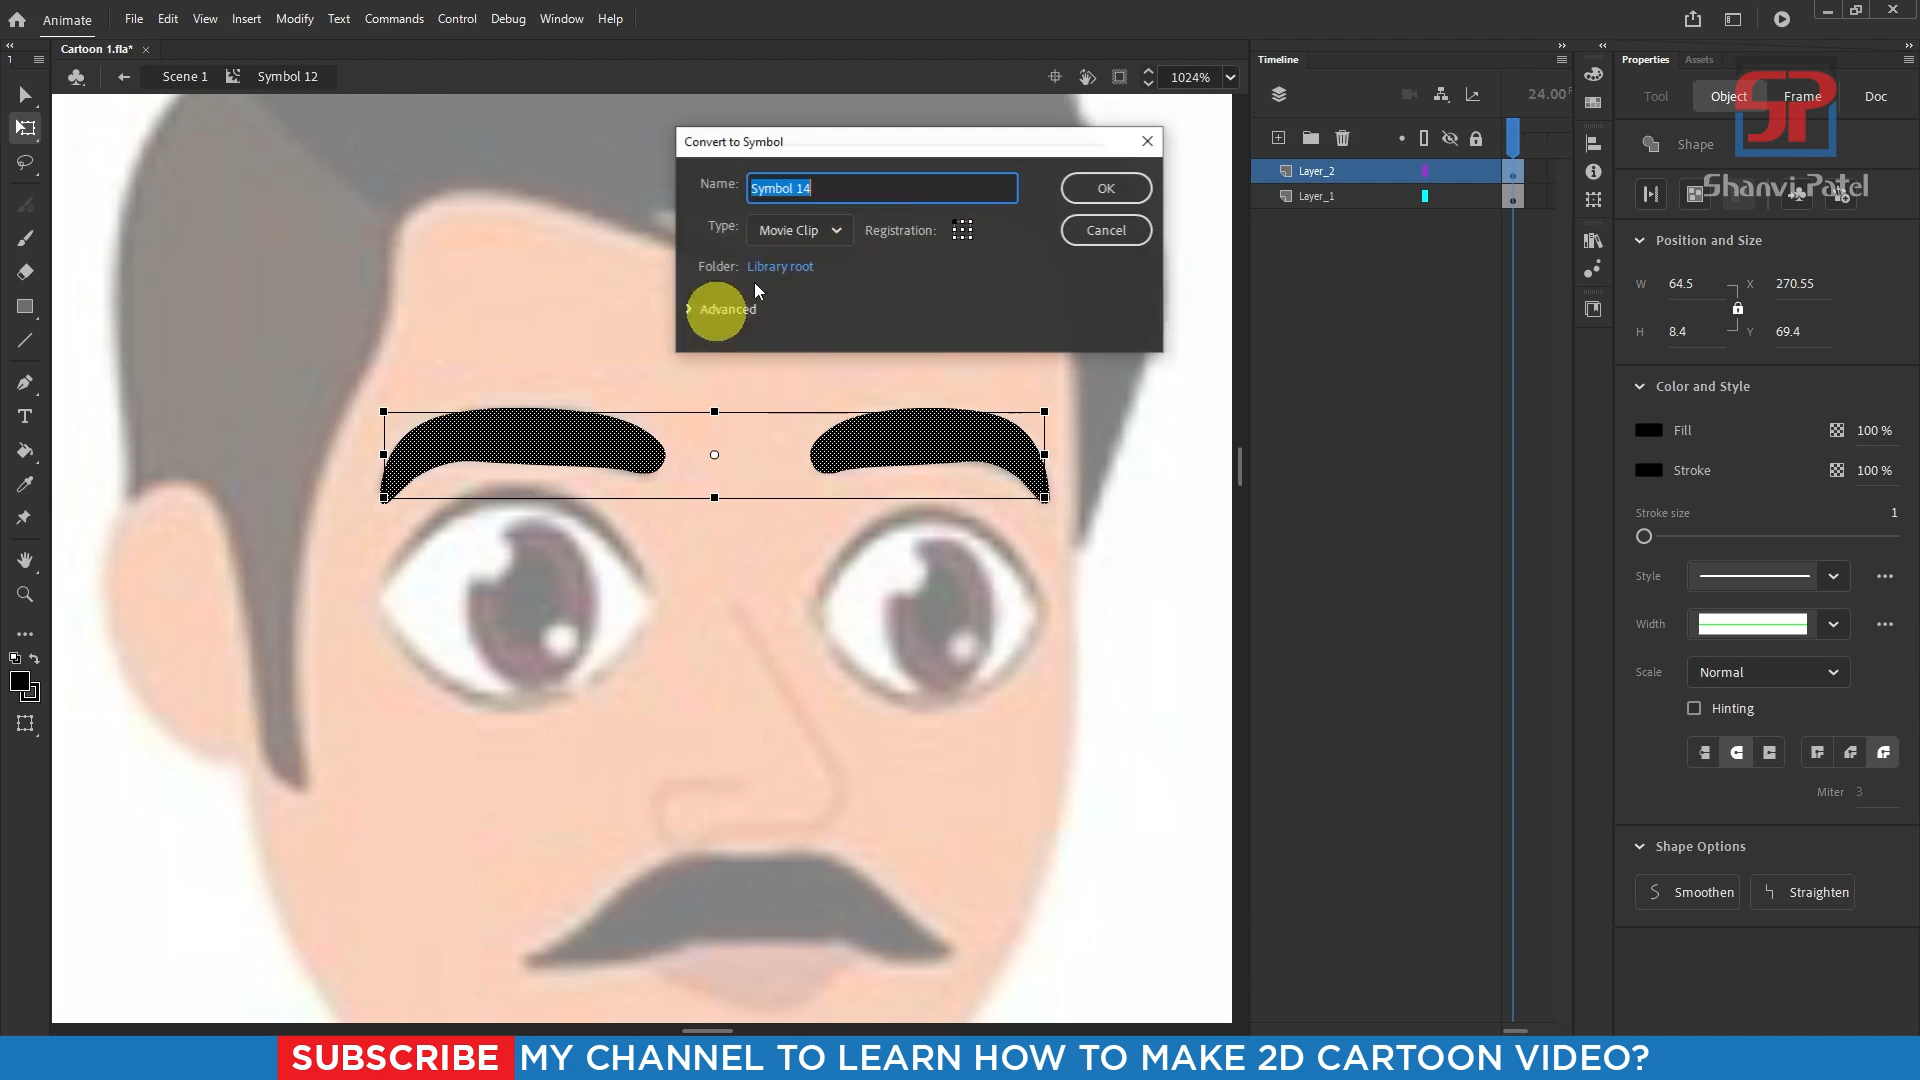 Animate File Edit View Insert Modify Text Commands Control Debug Window Help
Cartoon 1.fla*
Scene 1 Symbol 12 1024%
Timeline
24.00
Layer_2
Layer_1
Properties Assets
Tool Object Frame Doc
SP
Shanvi Patel
Shape
Position and Size
W 64.5 X 270.55
H 8.4 Y 69.4
Color and Style
Fill 100 %
Stroke 100 %
Stroke size 1
Style
Width
Scale Normal
Hinting
Miter 3
Shape Options
Smoothen Straighten
Convert to Symbol
Name: Symbol 14 OK
Type: Movie Clip Registration: Cancel
Folder: Library root
Advanced
SUBSCRIBE MY CHANNEL TO LEARN HOW TO MAKE 2D CARTOON VIDEO?